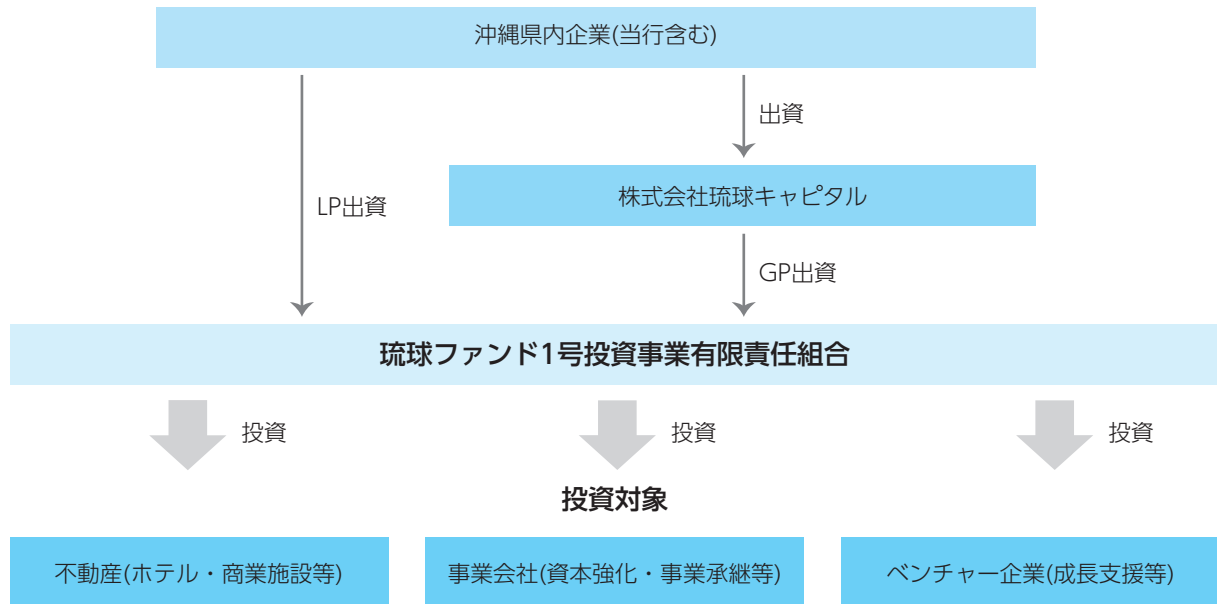 沖縄県内企業(当行含む)
出資
株式会社琉球キャピタル
LP出資
GP出資
琉球ファンド1号投資事業有限責任組合
投資
投資
投資
投資対象
不動産(ホテル・商業施設等)
事業会社(資本強化・事業承継等)
ベンチャー企業(成長支援等)